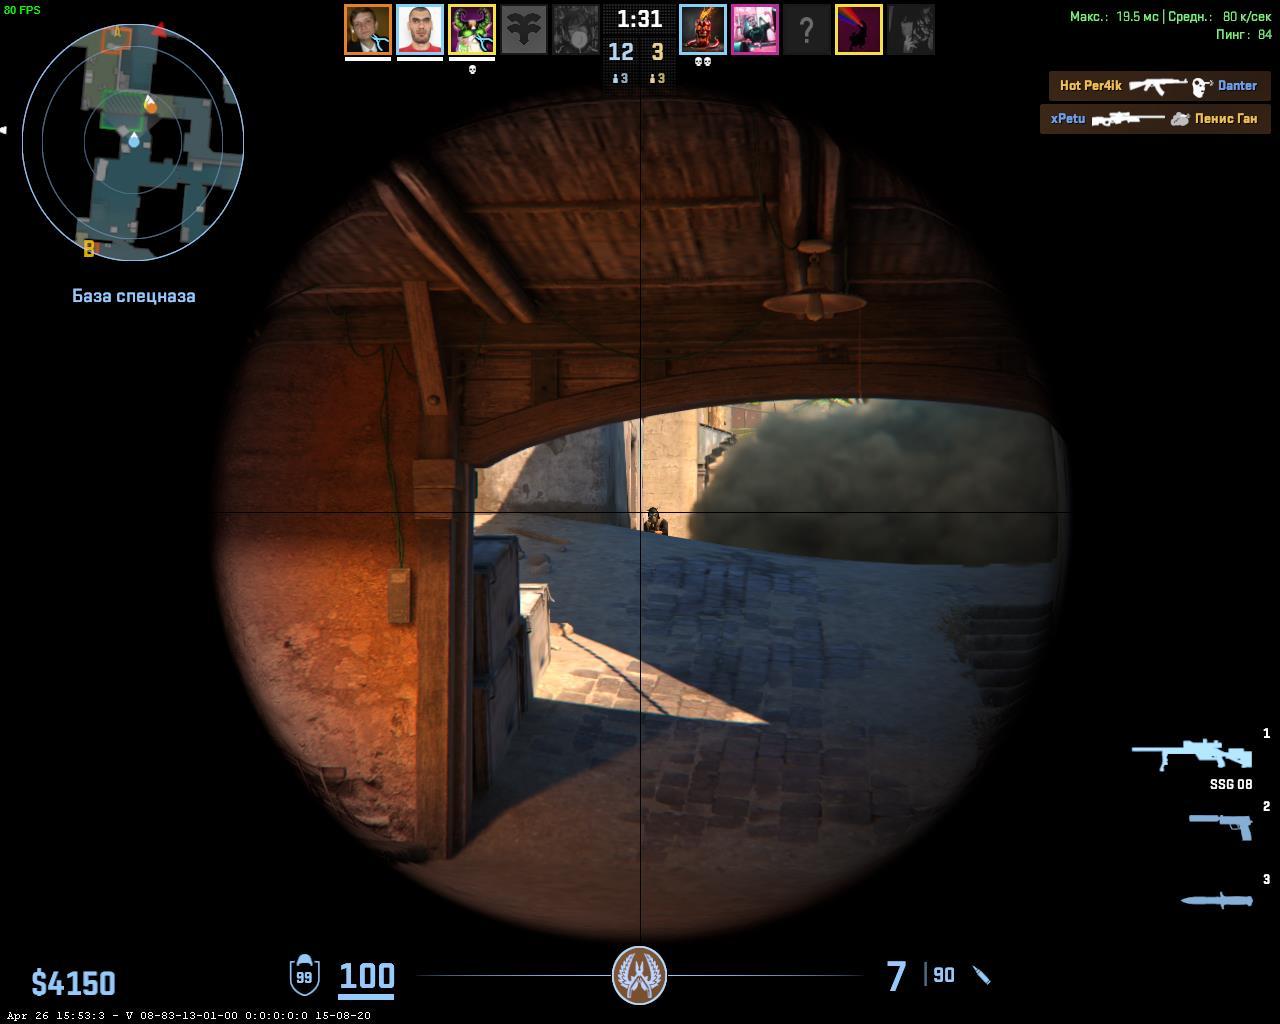 80 FPS
A
B
База спецназа
1:31
12 3
3 3
?
Макс.: 19.5 мс | Средн.: 80 к/сек
Пинг: 84
Hot Per4ik Danter
xPetu Пенис Ган
1
SSG 08
2
3
$4150
99 100
7 | 90
Apr 26 15:53:3 - V 08-83-13-01-00 0:0:0:0:0 15-08-20